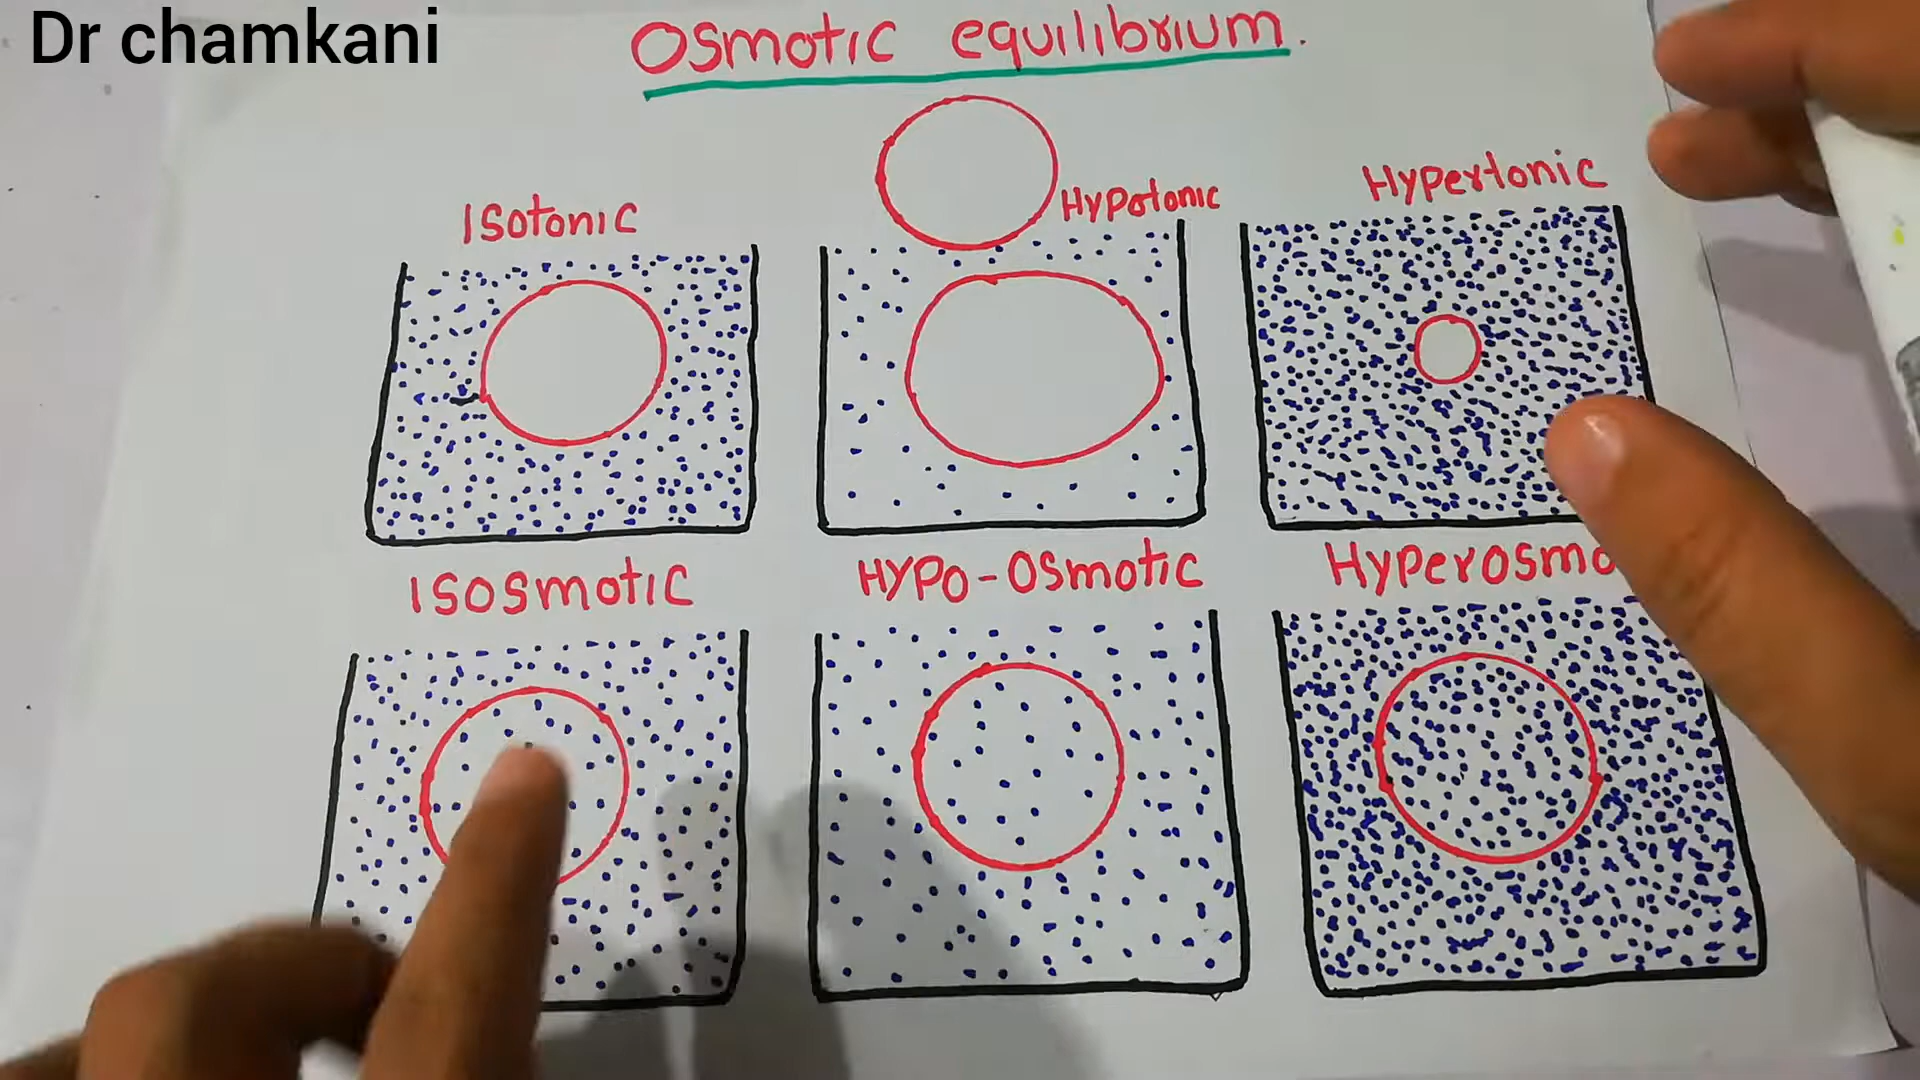 Dr chamkani
Osmotic equilibrium.
Isotonic
Hypotonic
Hypertonic
Isosmotic
HYPO-OSmotic
Hyperosmo